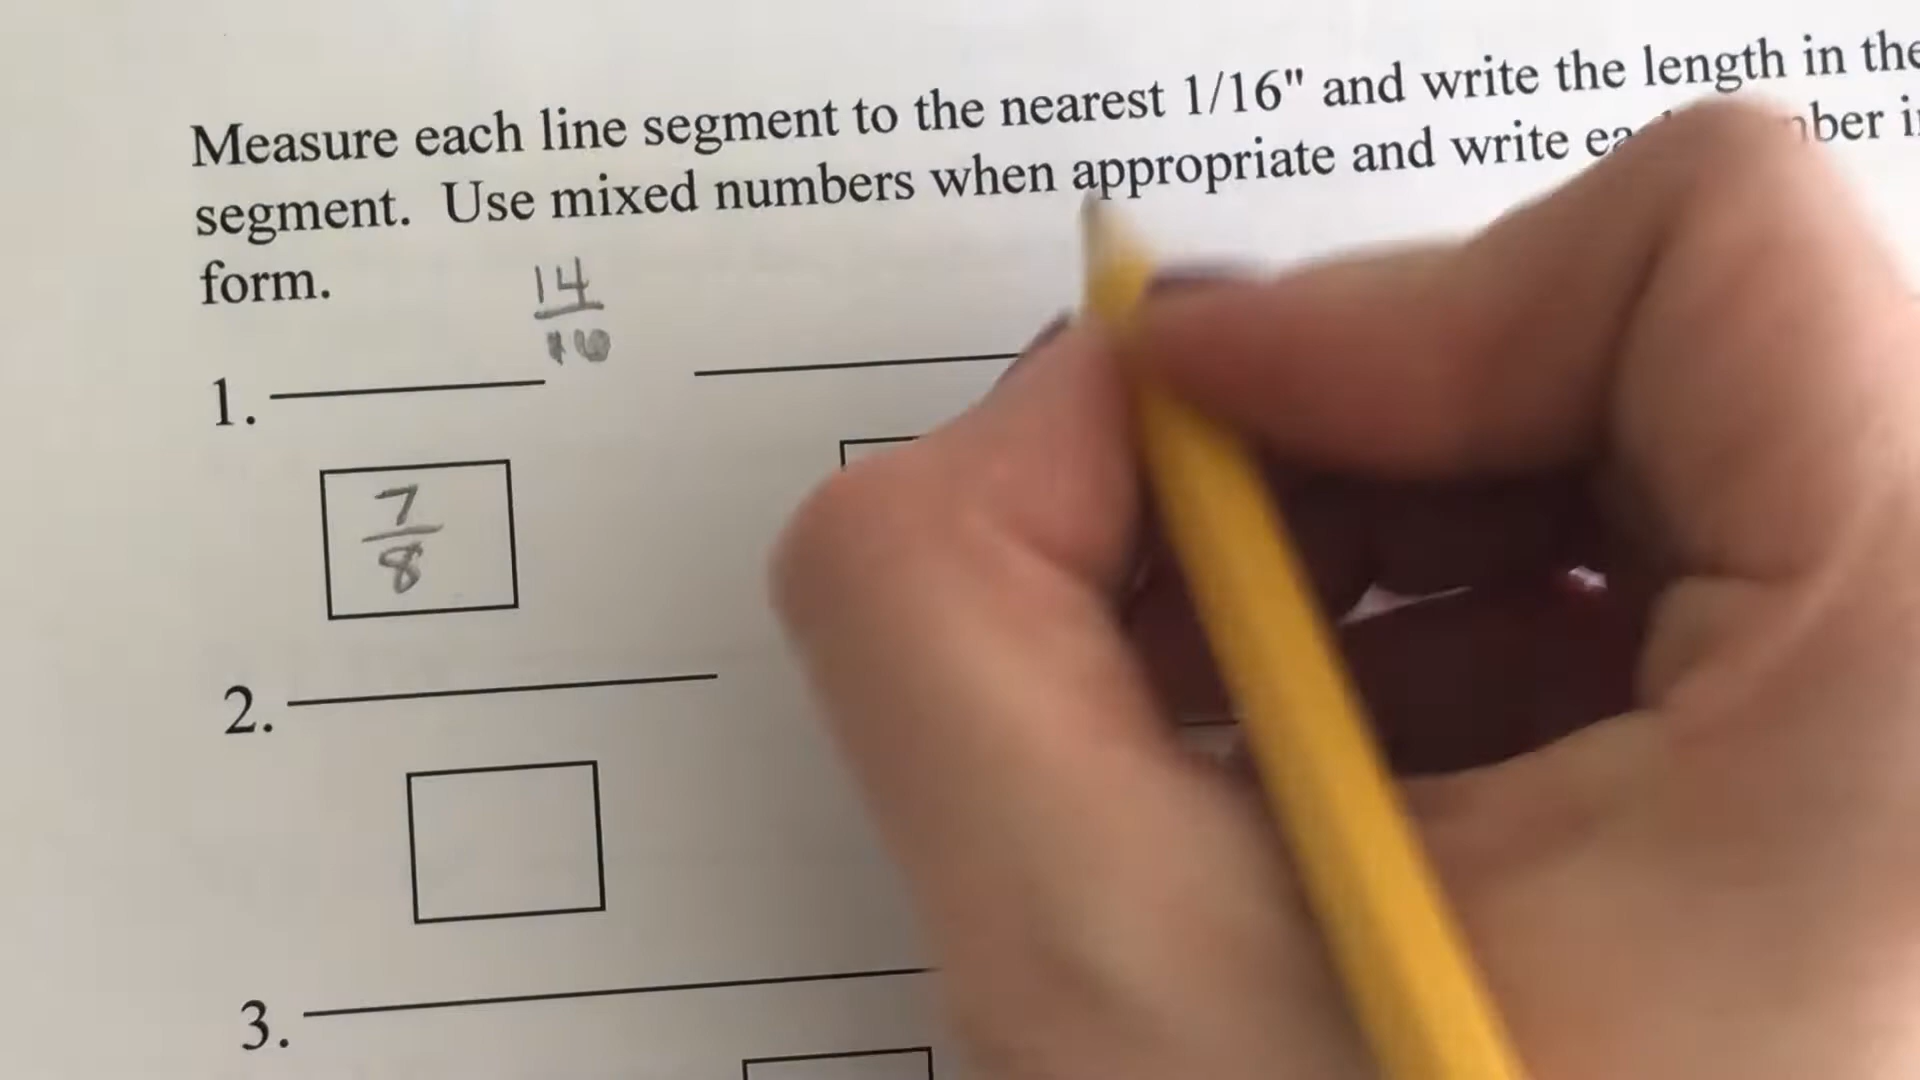 Measure each line segment to the nearest 1/16" and write the length in the
segment. Use mixed numbers when appropriate and write
form.
14
16
1.
7
8
2.
3.